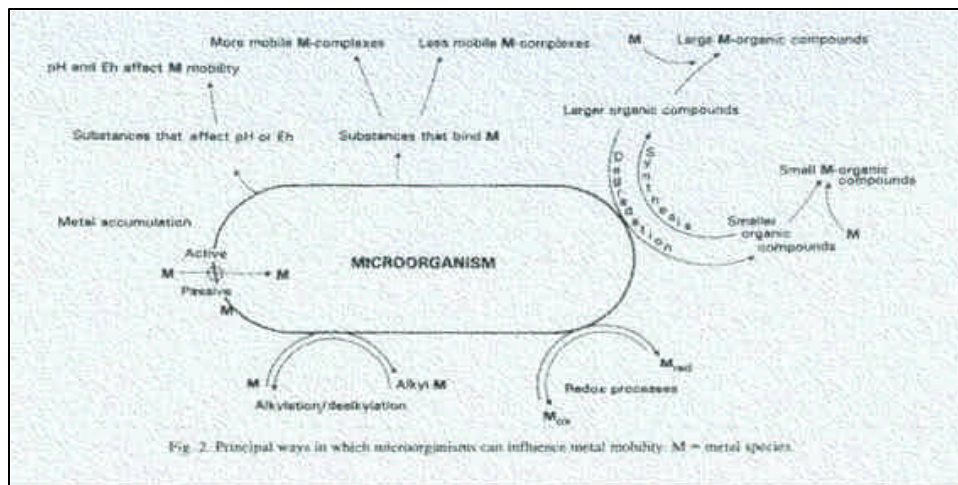 More mobile M-complexes
Less mobile M-complexes
M
Large M-organic compounds
pH and Eh affect M mobility
Larger organic compounds
Substances that affect pH or Eh
Substances that bind M
Degradation
Synthesis
Small M-organic
compounds
Metal accumulation
Smaller
organic
compounds
M
Active
M
M
MICROORGANISM
Passive
M
M
Alkyl M
Alkylation/dealkylation
M red
Redox processes
M ox
Fig. 2. Principal ways in which microorganisms can influence metal mobility. M = metal species.